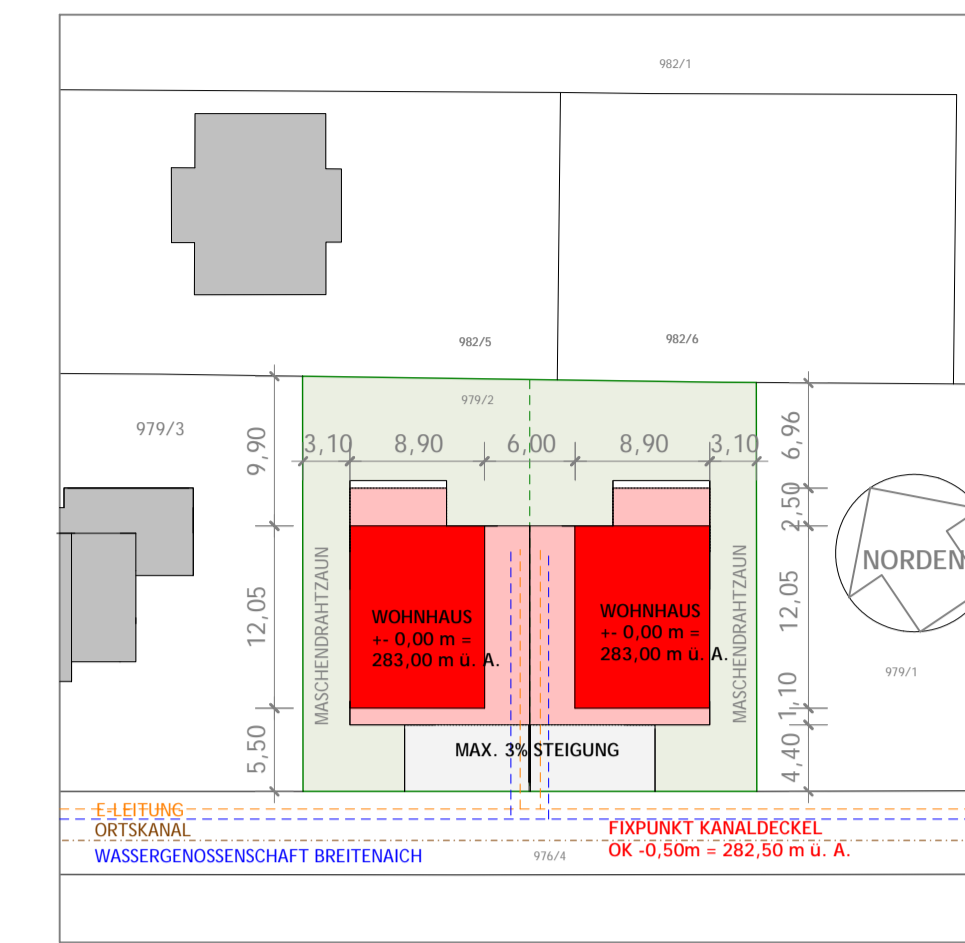 982/1
982/5
982/6
979/2
979/3
9,90
3,10
8,90
6,00
8,90
3,10
6,96
2,50
NORDEN
MASCHENDRAHTZAUN
MASCHENDRAHTZAUN
12,05
12,05
WOHNHAUS
+- 0,00 m =
283,00 m ü. A.
WOHNHAUS
+- 0,00 m =
283,00 m ü. A.
979/1
1,10
5,50
4,40
MAX. 3% STEIGUNG
E-LEITUNG
ORTSKANAL
WASSERGENOSSENSCHAFT BREITENAICH
976/4
FIXPUNKT KANALDECKEL
OK -0,50m = 282,50 m ü. A.